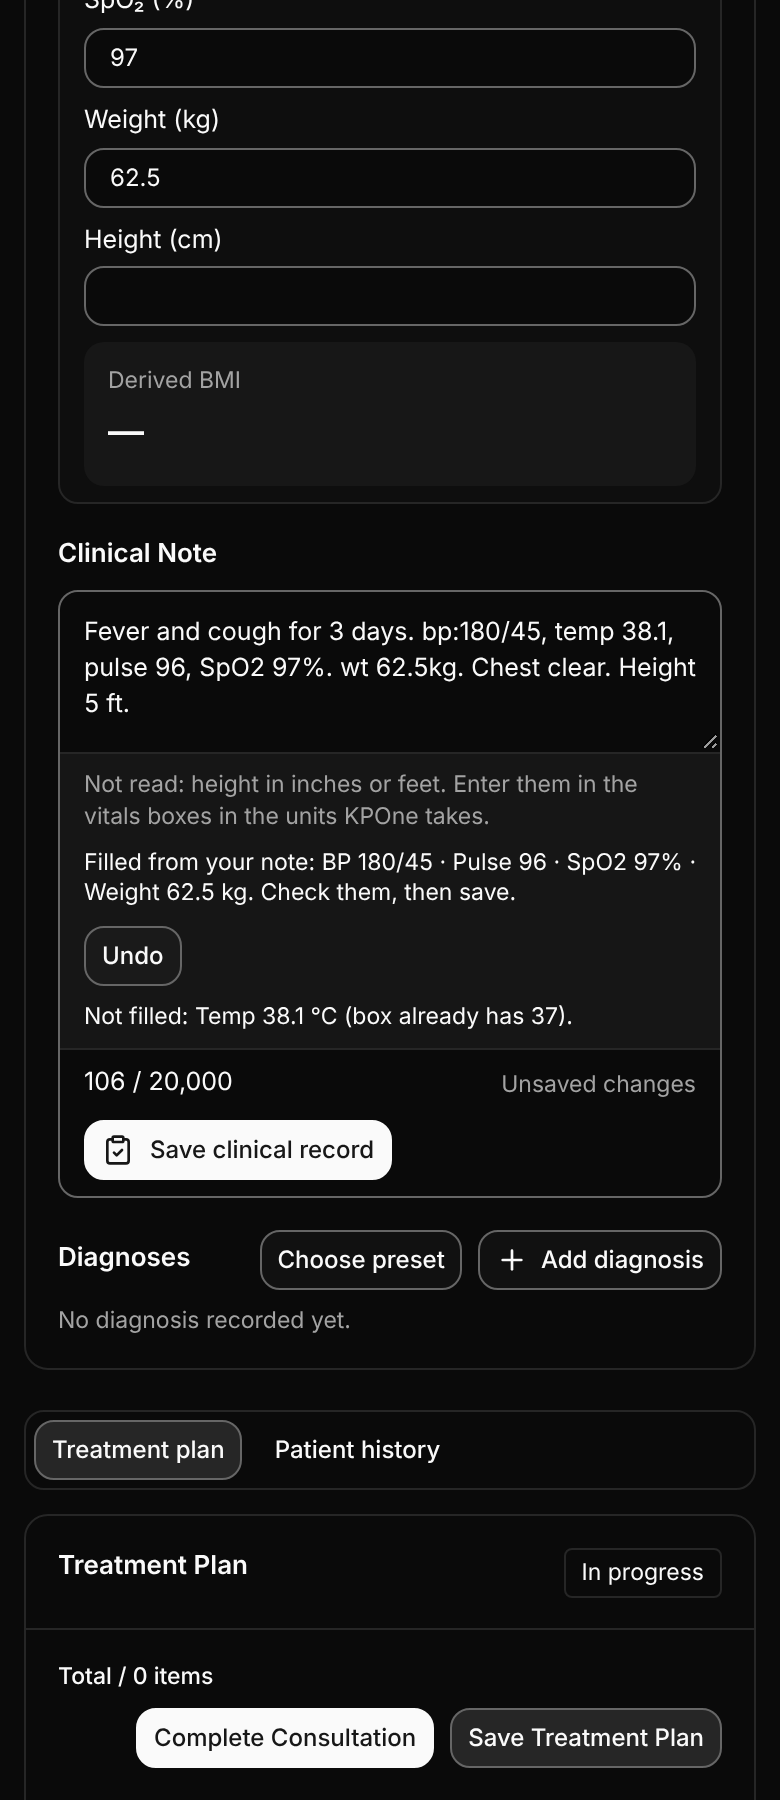 SpO₂ (%)
97
Weight (kg)
62.5
Height (cm)
Derived BMI
—
Clinical Note
Fever and cough for 3 days. bp:180/45, temp 38.1,
pulse 96, SpO2 97%. wt 62.5kg. Chest clear. Height
5 ft.
Not read: height in inches or feet. Enter them in the
vitals boxes in the units KPOne takes.
Filled from your note: BP 180/45 · Pulse 96 · SpO2 97% ·
Weight 62.5 kg. Check them, then save.
Undo
Not filled: Temp 38.1 °C (box already has 37).
106 / 20,000
Unsaved changes
Save clinical record
Diagnoses
Choose preset
Add diagnosis
No diagnosis recorded yet.
Treatment plan
Patient history
Treatment Plan
In progress
Total / 0 items
Complete Consultation
Save Treatment Plan